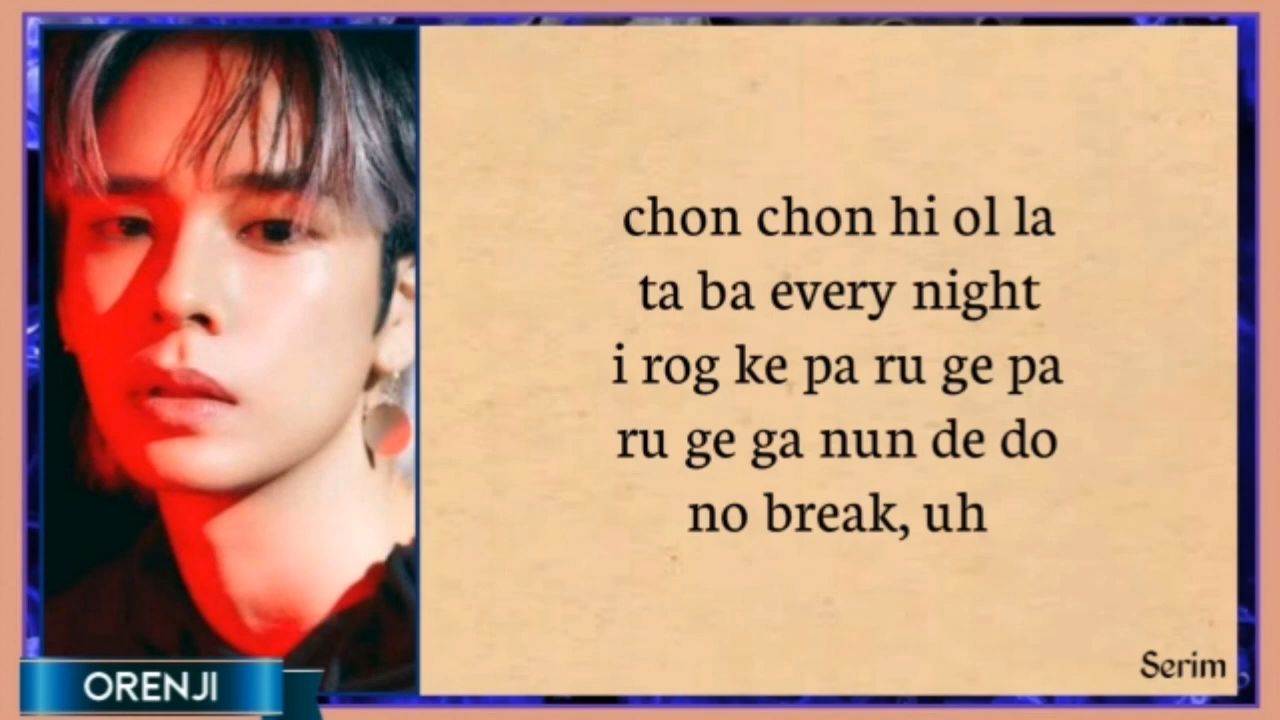 chon chon hi ol la
ta ba every night
i rog ke pa ru ge pa
ru ge ga nun de do
no break, uh
Serim
ORENJI